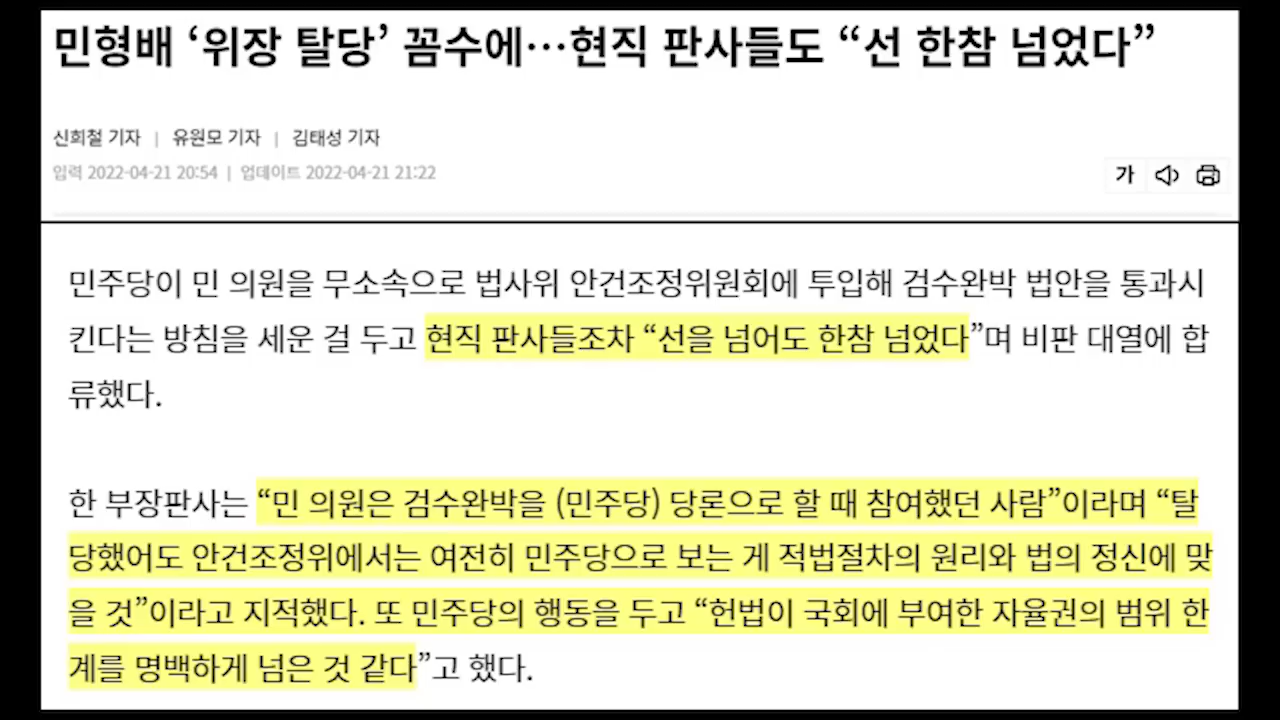 민형배 ‘위장 탈당’ 꼼수에…현직 판사들도 “선 한참 넘었다”
신희철 기자 | 유원모 기자 | 김태성 기자
입력 2022-04-21 20:54 | 업데이트 2022-04-21 21:22
가
민주당이 민 의원을 무소속으로 법사위 안건조정위원회에 투입해 검수완박 법안을 통과시
킨다는 방침을 세운 걸 두고 현직 판사들조차 “선을 넘어도 한참 넘었다”며 비판 대열에 합
류했다.
한 부장판사는 “민 의원은 검수완박을 (민주당) 당론으로 할 때 참여했던 사람”이라며 “탈
당했어도 안건조정위에서는 여전히 민주당으로 보는 게 적법절차의 원리와 법의 정신에 맞
을 것”이라고 지적했다. 또 민주당의 행동을 두고 “헌법이 국회에 부여한 자율권의 범위 한
계를 명백하게 넘은 것 같다”고 했다.